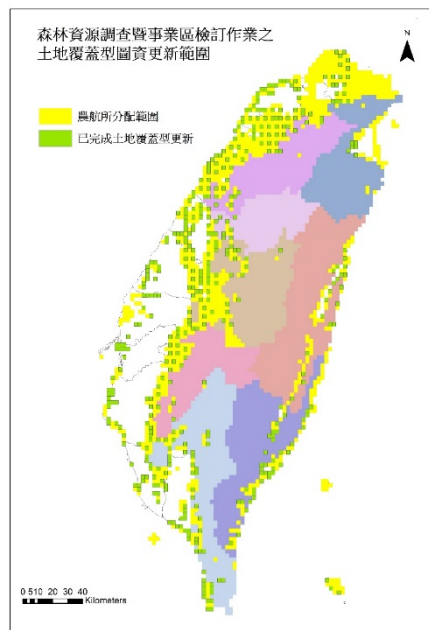 森林資源調查暨事業區檢訂作業之
土地覆蓋型圖資更新範圍
N
農航所分配範圍
已完成土地覆蓋型更新
0 510 20 30 40
Kilometers